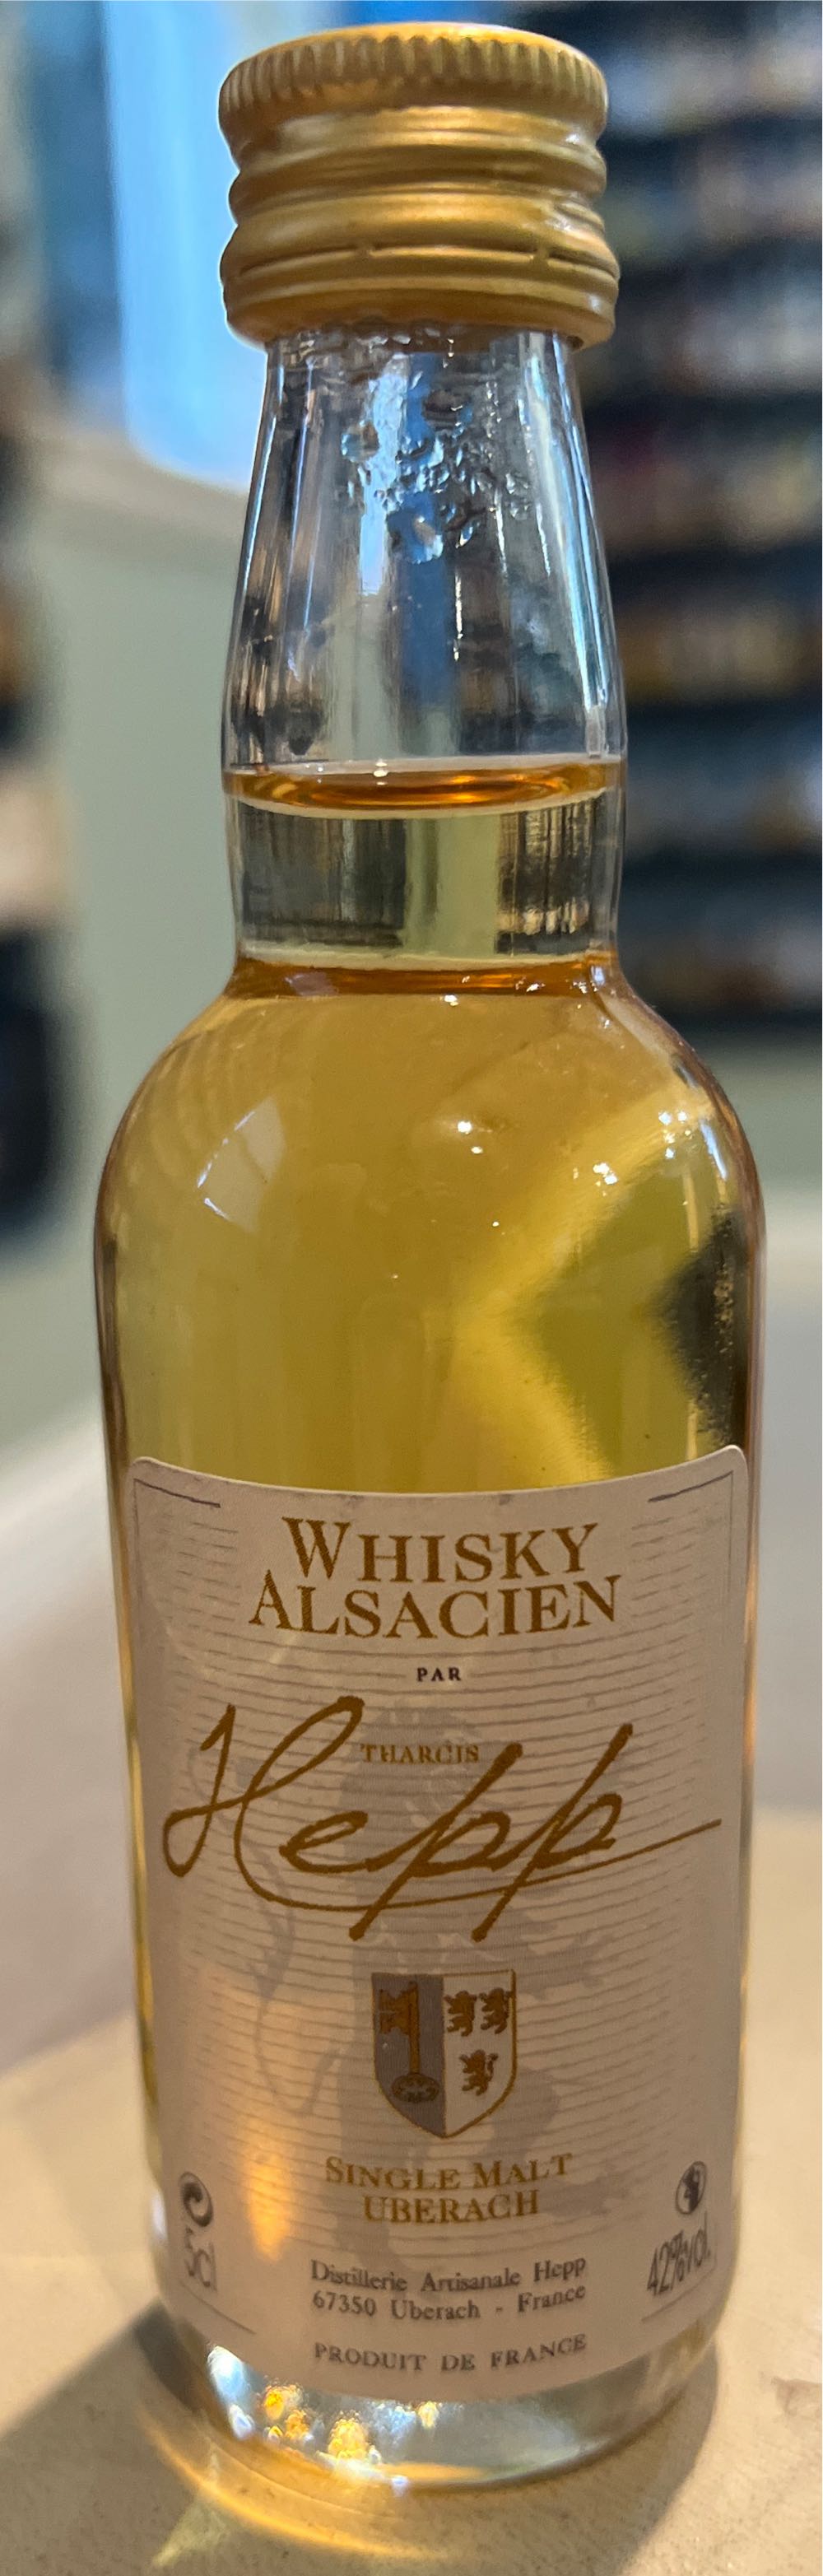 WHISKY
ALSACIEN
PAR
THARCIS
Hepp
SINGLE MALT
UBERACH
5cl
42%vol.
Distillerie Artisanale Hepp
67350 Uberach - France
PRODUIT DE FRANCE